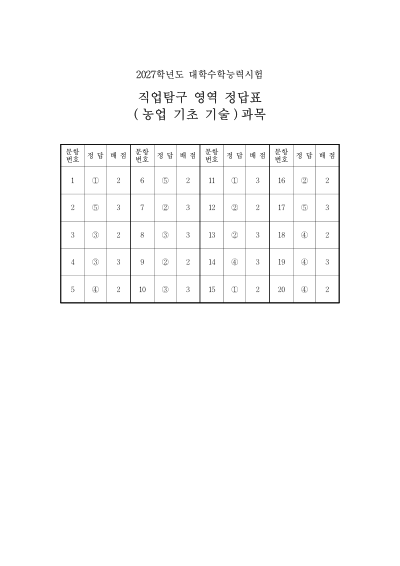 2027학년도 대학수학능력시험
직업탐구 영역 정답표
(농업 기초 기술)과목
문항번호 정답 배점 문항번호 정답 배점 문항번호 정답 배점 문항번호 정답 배점
1 ① 2 6 ⑤ 2 11 ① 3 16 ② 2
2 ⑤ 3 7 ② 3 12 ② 2 17 ⑤ 3
3 ③ 2 8 ③ 3 13 ② 3 18 ④ 2
4 ③ 3 9 ② 2 14 ④ 3 19 ④ 3
5 ④ 2 10 ③ 3 15 ① 2 20 ④ 2